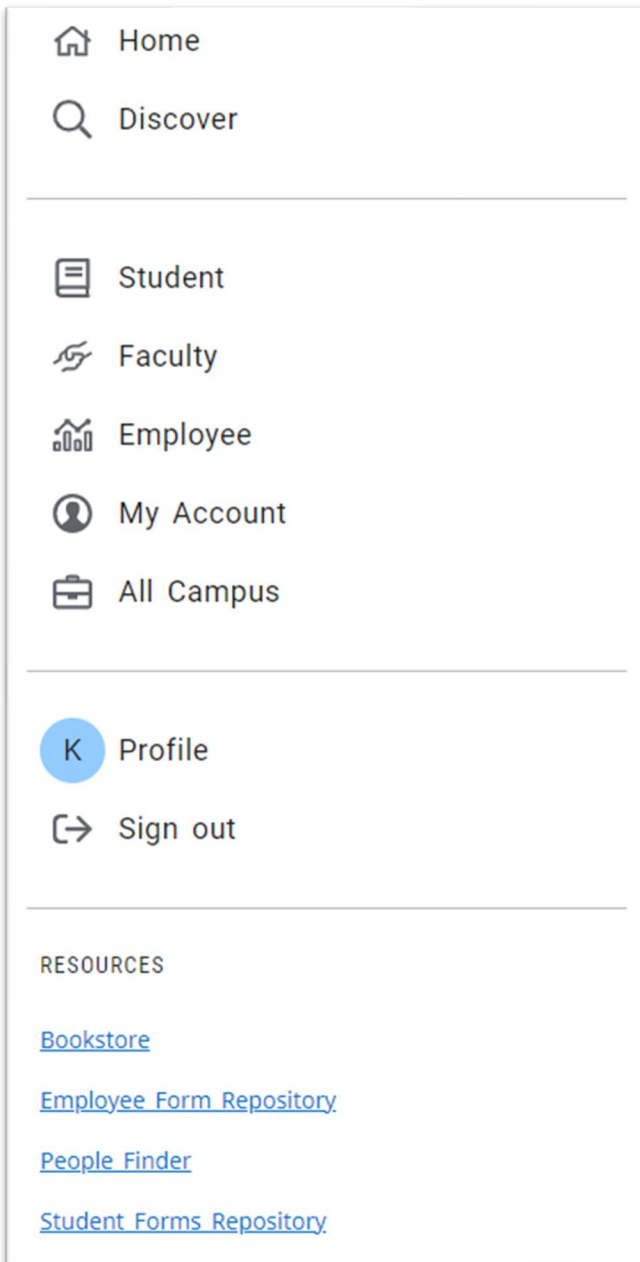 Home
Discover
Student
Faculty
Employee
My Account
All Campus
K Profile
Sign out
RESOURCES
Bookstore
Employee Form Repository
People Finder
Student Forms Repository